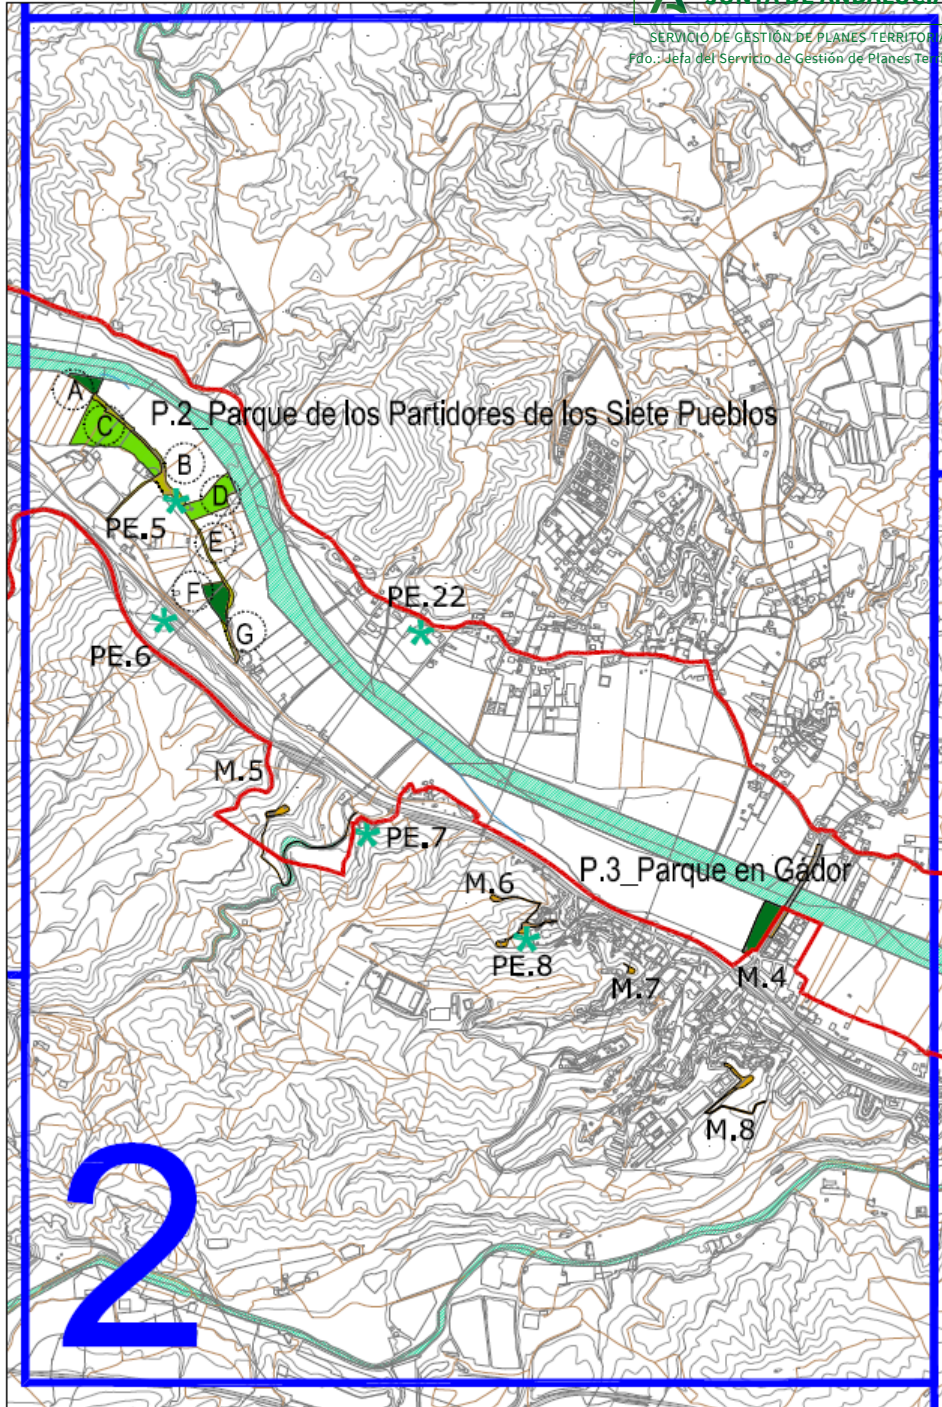 SERVICIO DE GESTIÓN DE PLANES
Fdo.: Jefa del Servicio de Gestión de Planes
A
P.2_Parque de los Partidores de los Siete Pueblos
C
B
D
PE.5
E
F
PE.22
G
PE.6
M.5
PE.7
P.3_Parque en Gádor
M.6
PE.8
M.7
M.4
M.8
2